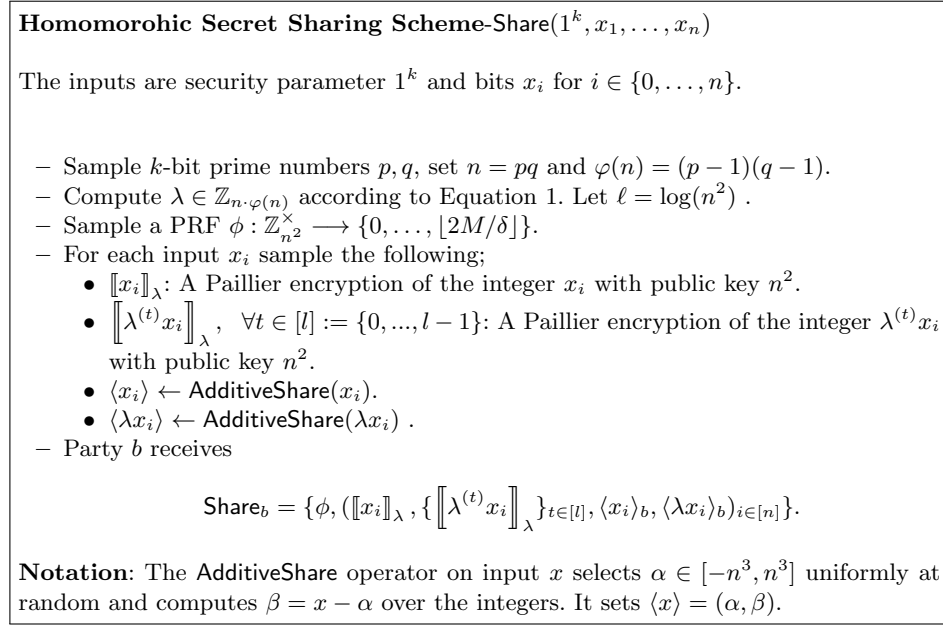 Homomorohic Secret Sharing Scheme-Share(1^k, x_1, . . . , x_n)
The inputs are security parameter 1^k and bits x_i for i ∈ {0, . . . , n}.
– Sample k-bit prime numbers p, q, set n = pq and φ(n) = (p − 1)(q − 1).
– Compute λ ∈ ℤ_{n·φ(n)} according to Equation 1. Let ℓ = log(n^2) .
– Sample a PRF ϕ : ℤ^×_{n^2} ⟶ {0, . . . , ⌊2M/δ⌋}.
– For each input x_i sample the following;
• ⟦x_i⟧_λ: A Paillier encryption of the integer x_i with public key n^2.
• ⟦λ^{(t)}x_i⟧_λ, ∀t ∈ [l] := {0, ..., l − 1}: A Paillier encryption of the integer λ^{(t)}x_i
with public key n^2.
• ⟨x_i⟩ ← AdditiveShare(x_i).
• ⟨λx_i⟩ ← AdditiveShare(λx_i) .
– Party b receives
Share_b = {ϕ, (⟦x_i⟧_λ, {⟦λ^{(t)}x_i⟧_λ}_{t∈[l]}, ⟨x_i⟩_b, ⟨λx_i⟩_b)_{i∈[n]}}.
Notation: The AdditiveShare operator on input x selects α ∈ [−n^3, n^3] uniformly at
random and computes β = x − α over the integers. It sets ⟨x⟩ = (α, β).